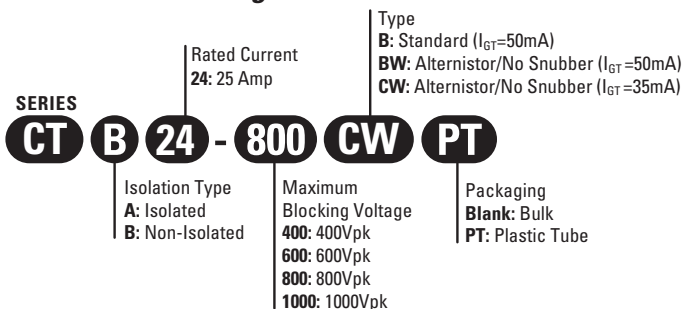 Type
B: Standard (IGT=50mA)
BW: Alternistor/No Snubber (IGT=50mA)
CW: Alternistor/No Snubber (IGT=35mA)
Rated Current
24: 25 Amp
SERIES
CT B 24 - 800 CW PT
Isolation Type
A: Isolated
B: Non-Isolated
Maximum
Blocking Voltage
400: 400Vpk
600: 600Vpk
800: 800Vpk
1000: 1000Vpk
Packaging
Blank: Bulk
PT: Plastic Tube